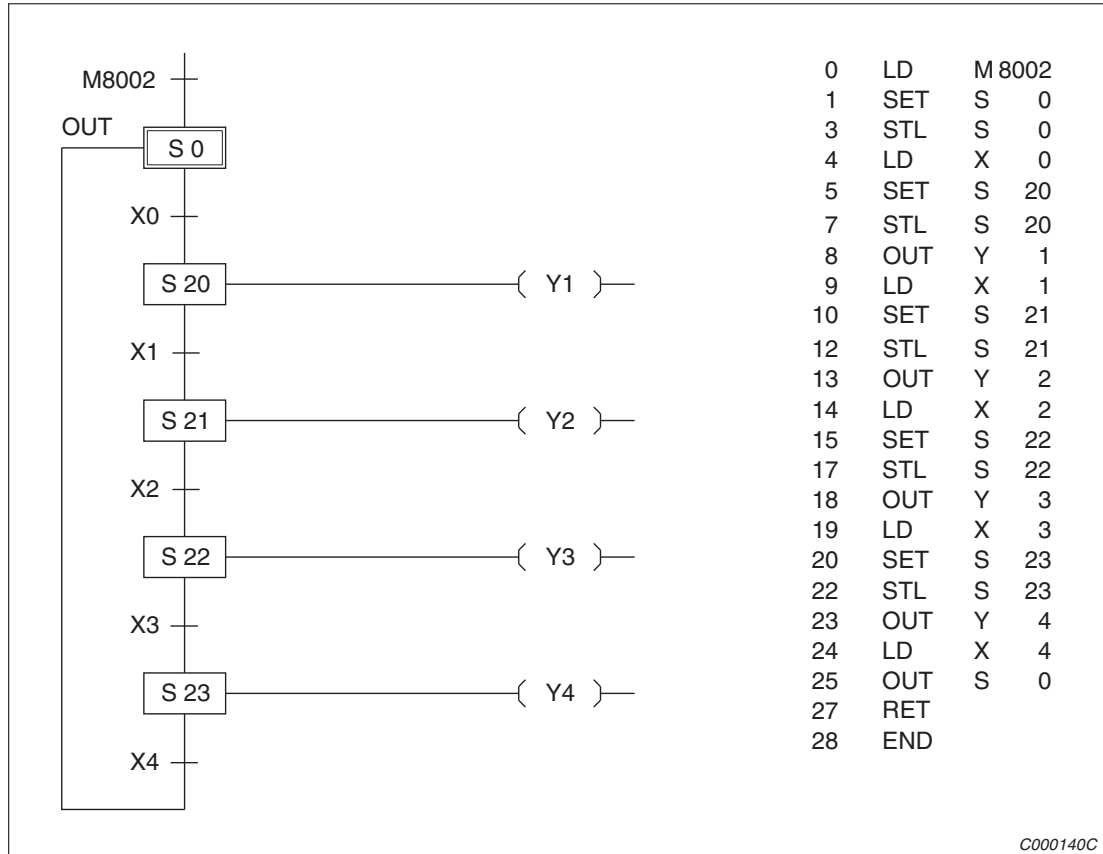 M8002
OUT
S 0
X0
S 20
Y1
X1
S 21
Y2
X2
S 22
Y3
X3
S 23
Y4
X4
0 LD M 8002
1 SET S 0
3 STL S 0
4 LD X 0
5 SET S 20
7 STL S 20
8 OUT Y 1
9 LD X 1
10 SET S 21
12 STL S 21
13 OUT Y 2
14 LD X 2
15 SET S 22
17 STL S 22
18 OUT Y 3
19 LD X 3
20 SET S 23
22 STL S 23
23 OUT Y 4
24 LD X 4
25 OUT S 0
27 RET
28 END
C000140C